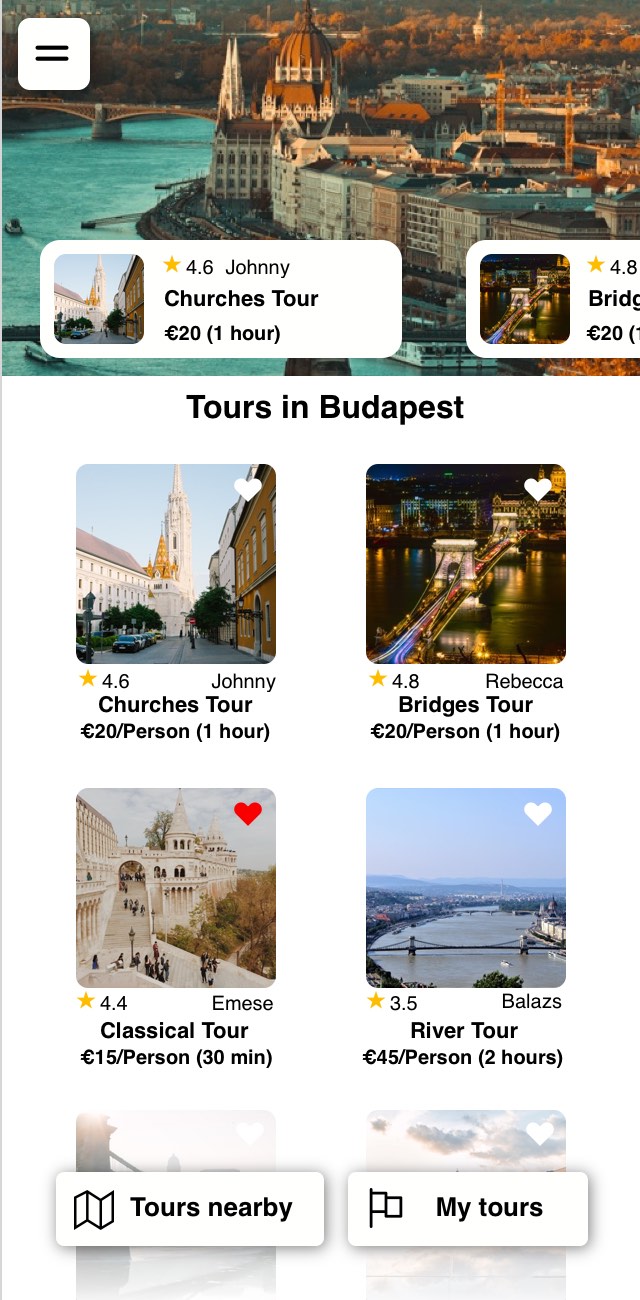 4.6 Johnny
Churches Tour
€20 (1 hour)
4.8
Bridg
€20 (1
Tours in Budapest
4.6 Johnny
Churches Tour
€20/Person (1 hour)
4.8 Rebecca
Bridges Tour
€20/Person (1 hour)
4.4 Emese
Classical Tour
€15/Person (30 min)
3.5 Balazs
River Tour
€45/Person (2 hours)
Tours nearby
My tours